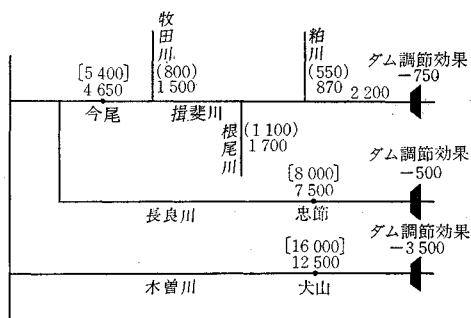 牧田川
(800)
1 500
粕川
(550)
870
ダム調節効果
−750
[5 400]
4 650
2 200
今尾
揖斐川
根尾川
(1 100)
1 700
[8 000]
7 500
ダム調節効果
−500
長良川
忠節
ダム調節効果
−3 500
[16 000]
12 500
木曽川
犬山